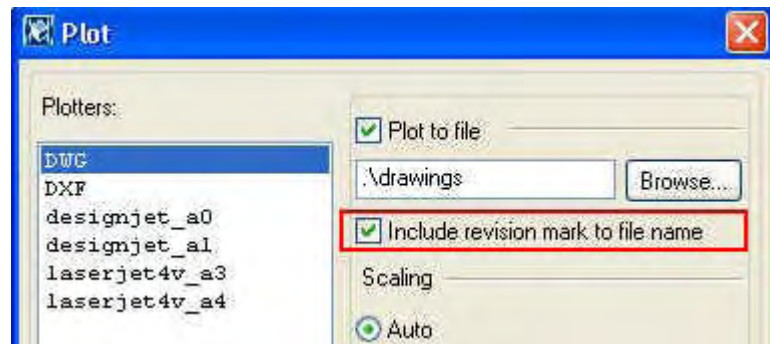 Plot
Plotters:
DWG
DXF
designjet_a0
designjet_a1
laserjet4v_a3
laserjet4v_a4
Plot to file
.\drawings
Browse...
Include revision mark to file name
Scaling
Auto